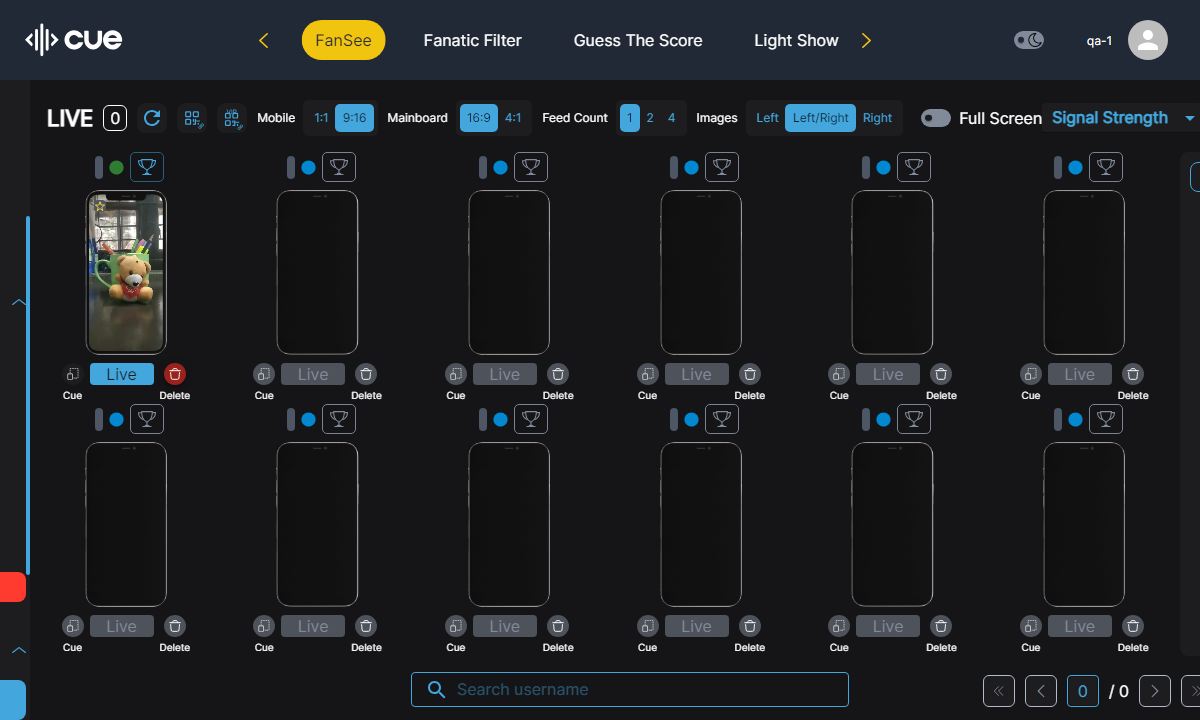 cue
FanSee
Fanatic Filter
Guess The Score
Light Show
qa-1
LIVE 0
Mobile 1:1 9:16
Mainboard 16:9 4:1
Feed Count 1 2 4
Images Left Left/Right Right
Full Screen
Signal Strength
Live Live Live Live Live Live
Cue Delete Cue Delete Cue Delete Cue Delete Cue Delete Cue Delete
Live Live Live Live Live Live
Cue Delete Cue Delete Cue Delete Cue Delete Cue Delete Cue Delete
Search username
0 / 0